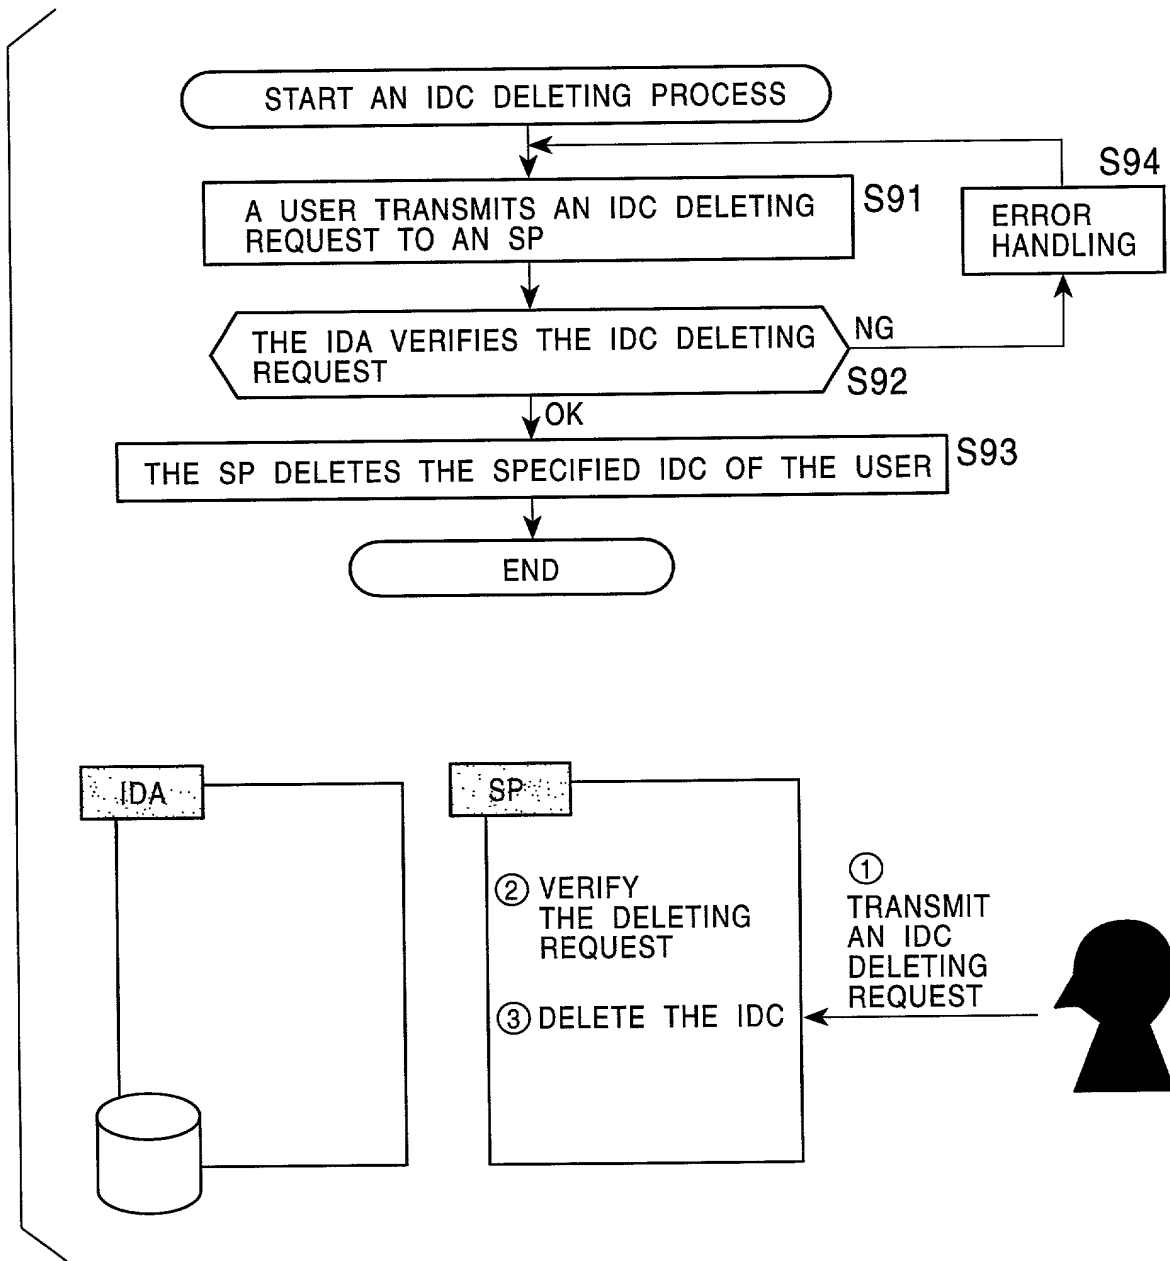 START AN IDC DELETING PROCESS
S94
A USER TRANSMITS AN IDC DELETING
REQUEST TO AN SP
S91
ERROR
HANDLING
THE IDA VERIFIES THE IDC DELETING
REQUEST
NG
S92
OK
THE SP DELETES THE SPECIFIED IDC OF THE USER
S93
END
IDA
SP
② VERIFY
THE DELETING
REQUEST
③ DELETE THE IDC
①
TRANSMIT
AN IDC
DELETING
REQUEST